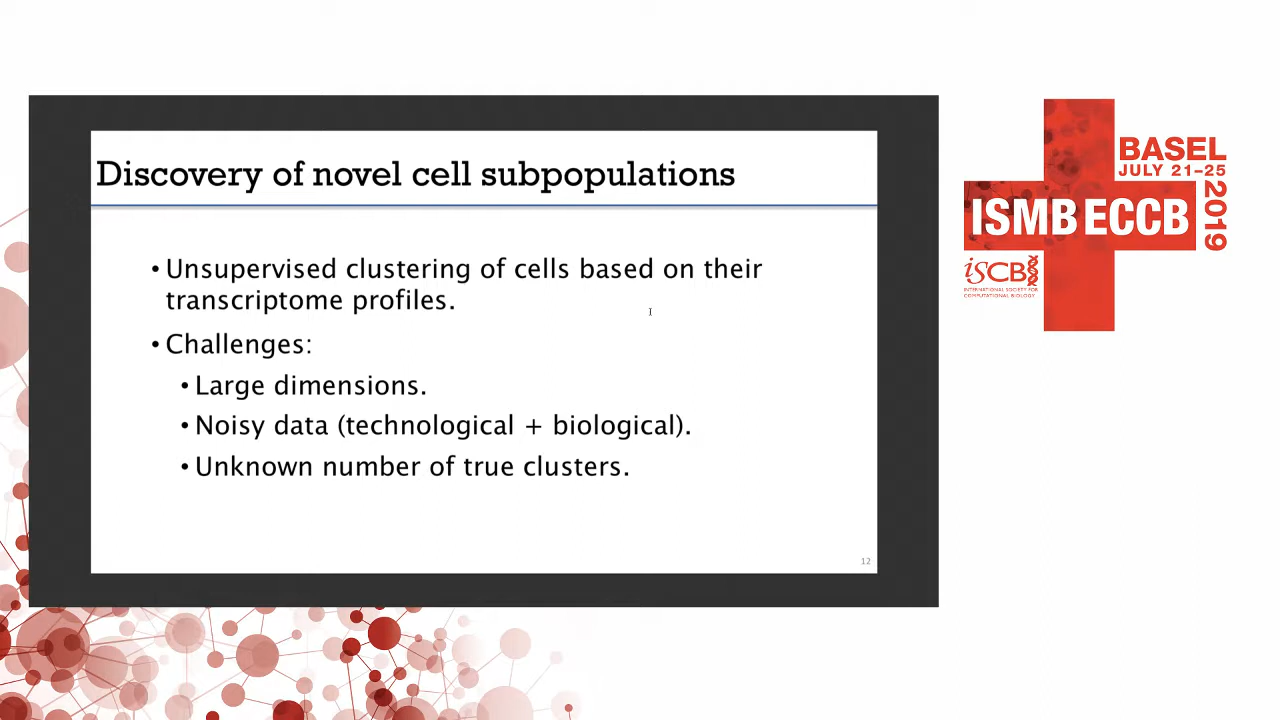 Discovery of novel cell subpopulations
• Unsupervised clustering of cells based on their
transcriptome profiles.
• Challenges:
• Large dimensions.
• Noisy data (technological + biological).
• Unknown number of true clusters.
12
BASEL
JULY 21–25
2019
ISMB ECCB
iSCB
INTERNATIONAL SOCIETY FOR
COMPUTATIONAL BIOLOGY